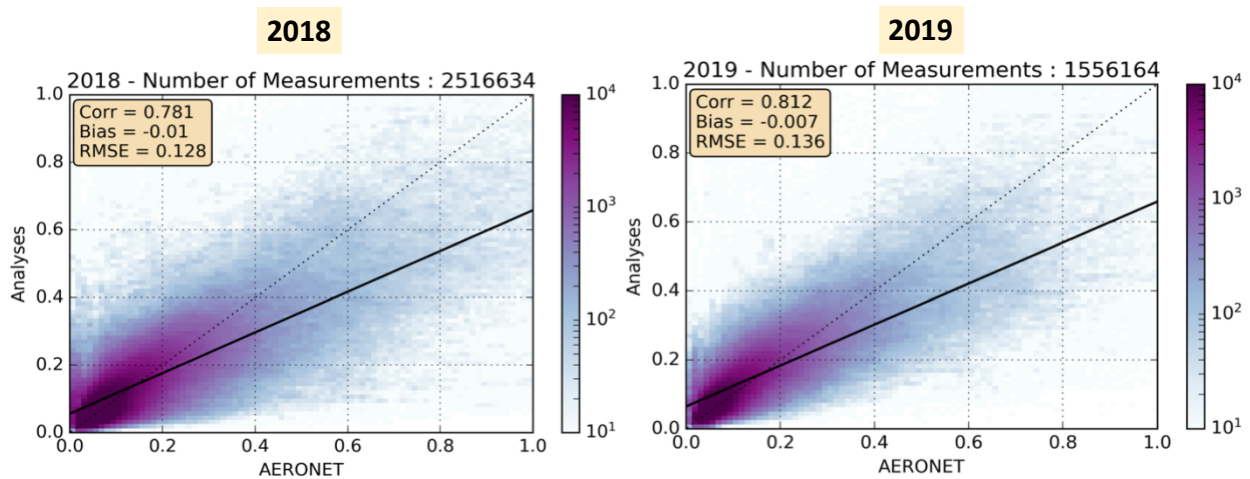 2018
2018 - Number of Measurements : 2516634
Corr = 0.781
Bias = -0.01
RMSE = 0.128
1.0
0.8
0.6
0.4
0.2
0.0
Analyses
0.0 0.2 0.4 0.6 0.8 1.0
AERONET
10⁴
10³
10²
10¹
2019
2019 - Number of Measurements : 1556164
Corr = 0.812
Bias = -0.007
RMSE = 0.136
1.0
0.8
0.6
0.4
0.2
0.0
Analyses
0.0 0.2 0.4 0.6 0.8 1.0
AERONET
10⁴
10³
10²
10¹